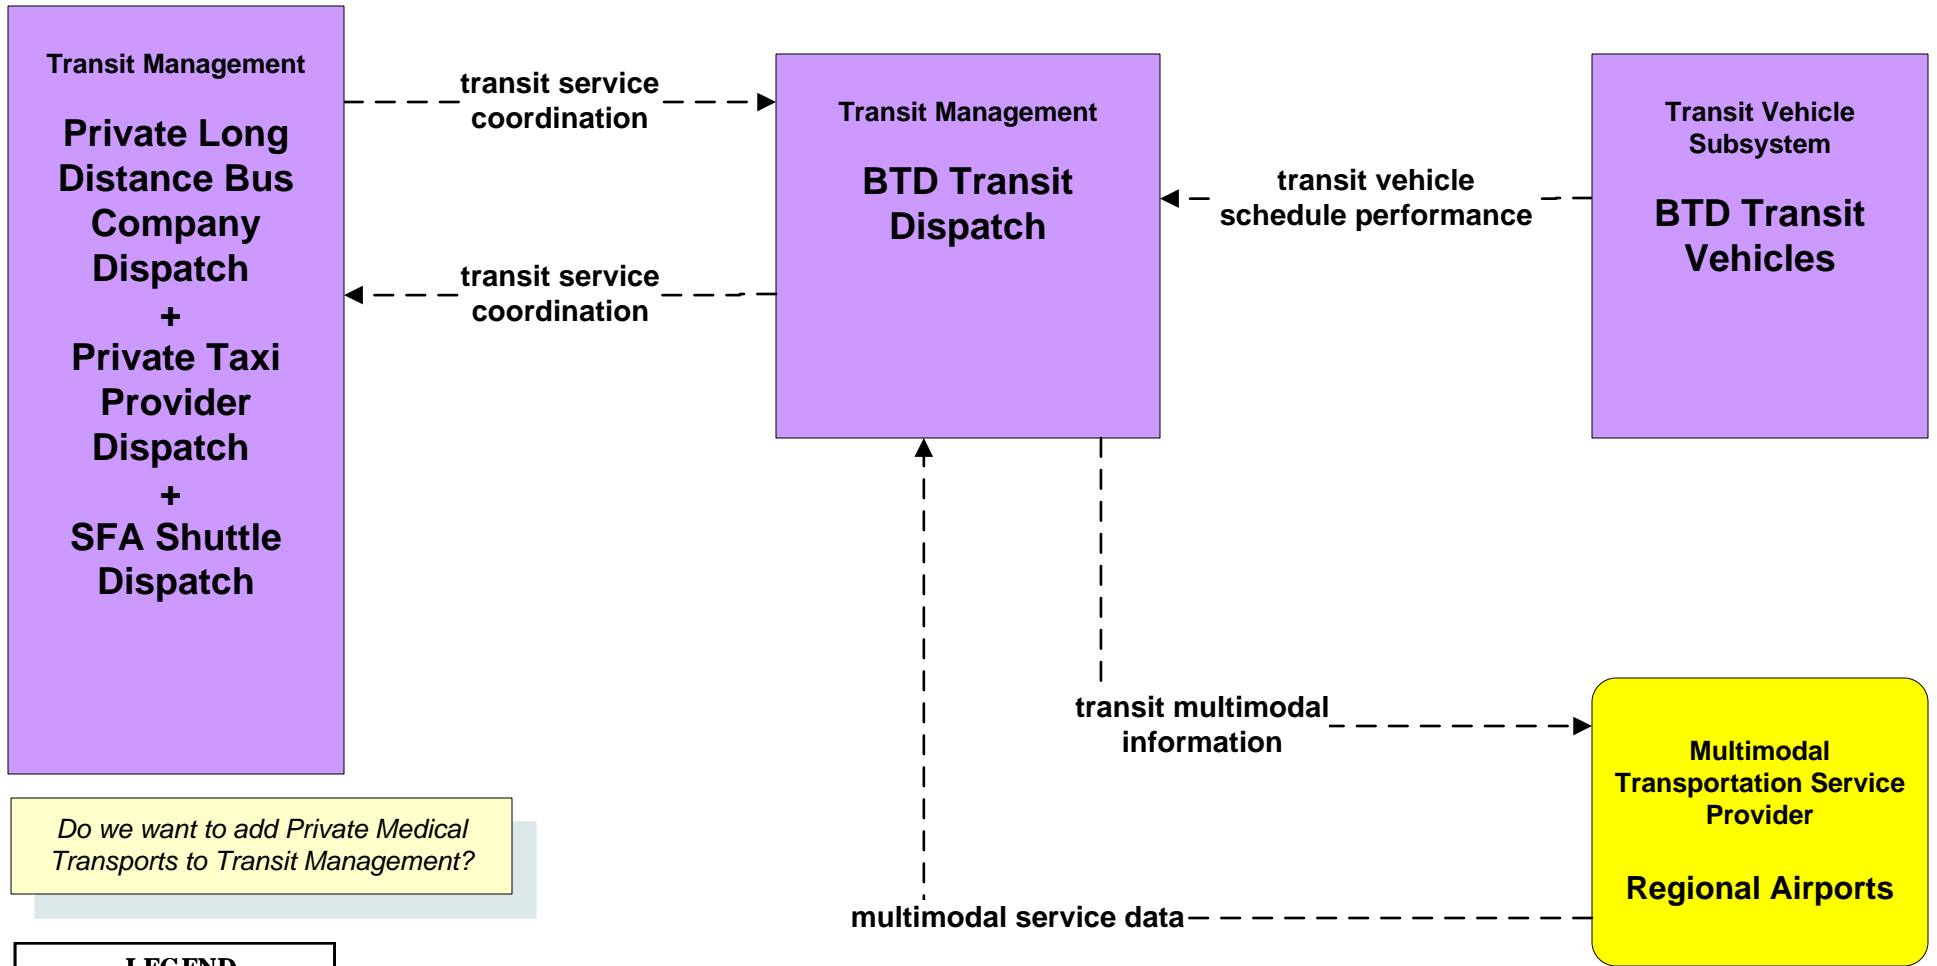 Transit Management
Private Long
Distance Bus
Company
Dispatch
+
Private Taxi
Provider
Dispatch
+
SFA Shuttle
Dispatch
transit service
coordination
transit service
coordination
Transit Management
BTD Transit
Dispatch
transit vehicle
schedule performance
Transit Vehicle
Subsystem
BTD Transit
Vehicles
transit multimodal
information
Multimodal
Transportation Service
Provider
Regional Airports
multimodal service data
Do we want to add Private Medical
Transports to Transit Management?
LEGEND